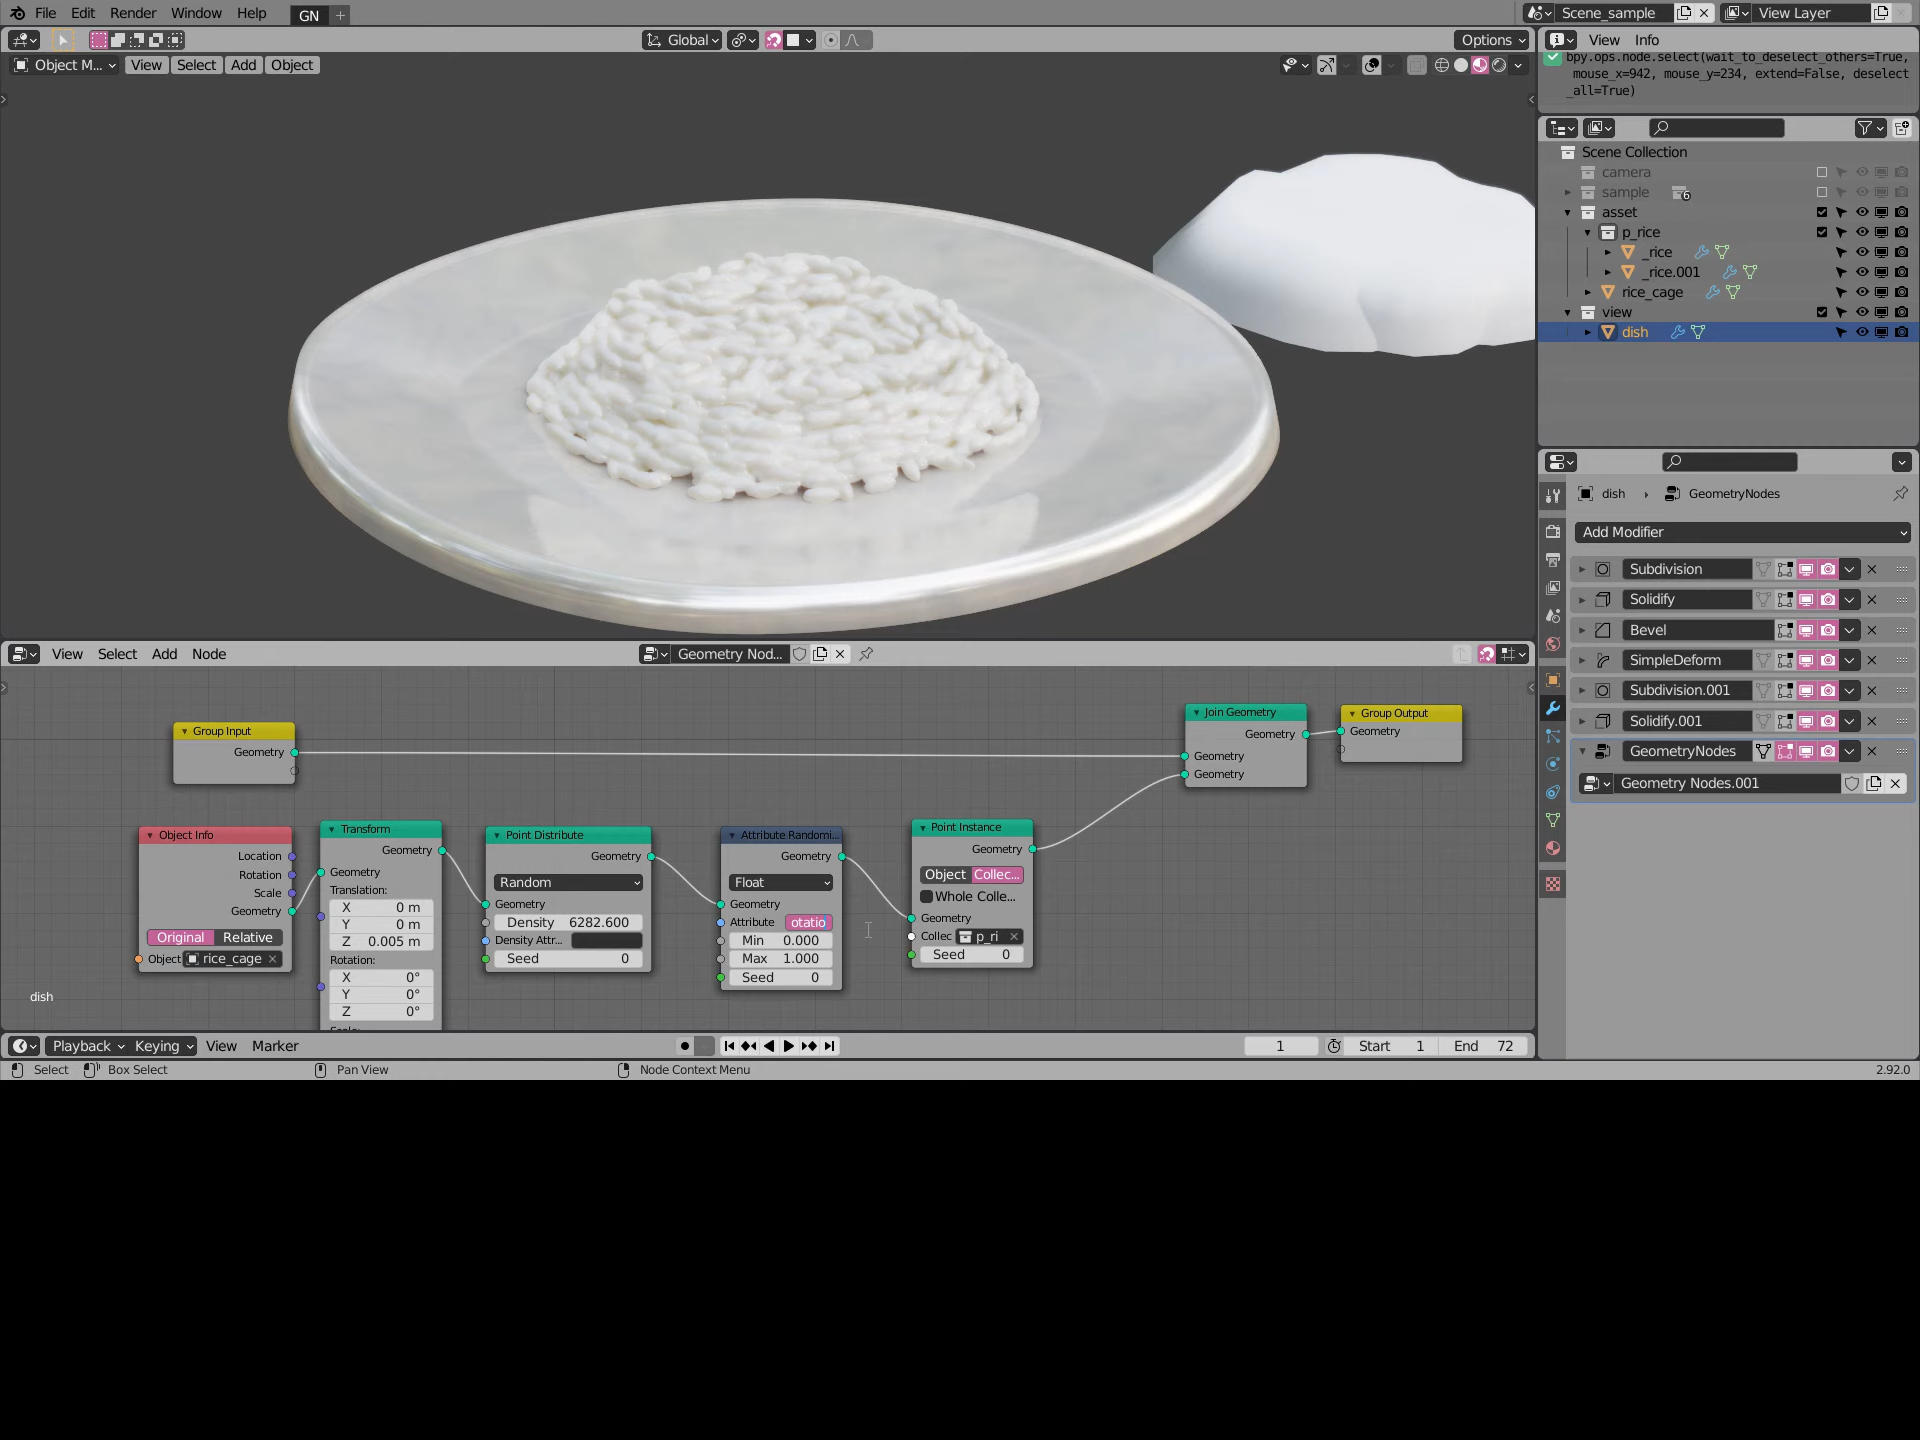 File Edit Render Window Help GN + Scene_sample View Layer
Global Options View Info
Object M... View Select Add Object
bpy.ops.node.select(wait_to_deselect_others=True,
mouse_x=942, mouse_y=234, extend=False, deselect
_all=True)
Scene Collection
camera
sample 6
asset
p_rice
_rice
_rice.001
rice_cage
view
dish
dish › GeometryNodes
Add Modifier
Subdivision
Solidify
Bevel
SimpleDeform
Subdivision.001
Solidify.001
GeometryNodes
Geometry Nodes.001
View Select Add Node Geometry Nod...
Group Input
Geometry
Object Info
Location
Rotation
Scale
Geometry
Original Relative
Object rice_cage
Transform
Geometry
Geometry
Translation:
X 0 m
Y 0 m
Z 0.005 m
Rotation:
X 0°
Y 0°
Z 0°
Point Distribute
Geometry
Random
Geometry
Density 6282.600
Density Attr...
Seed 0
Attribute Randomi...
Geometry
Float
Geometry
Attribute otatio
Min 0.000
Max 1.000
Seed 0
Point Instance
Geometry
Object Collec...
Whole Colle...
Geometry
Collec p_ri
Seed 0
Join Geometry
Geometry
Geometry
Geometry
Group Output
Geometry
dish
Playback Keying View Marker 1 Start 1 End 72
Select Box Select Pan View Node Context Menu 2.92.0